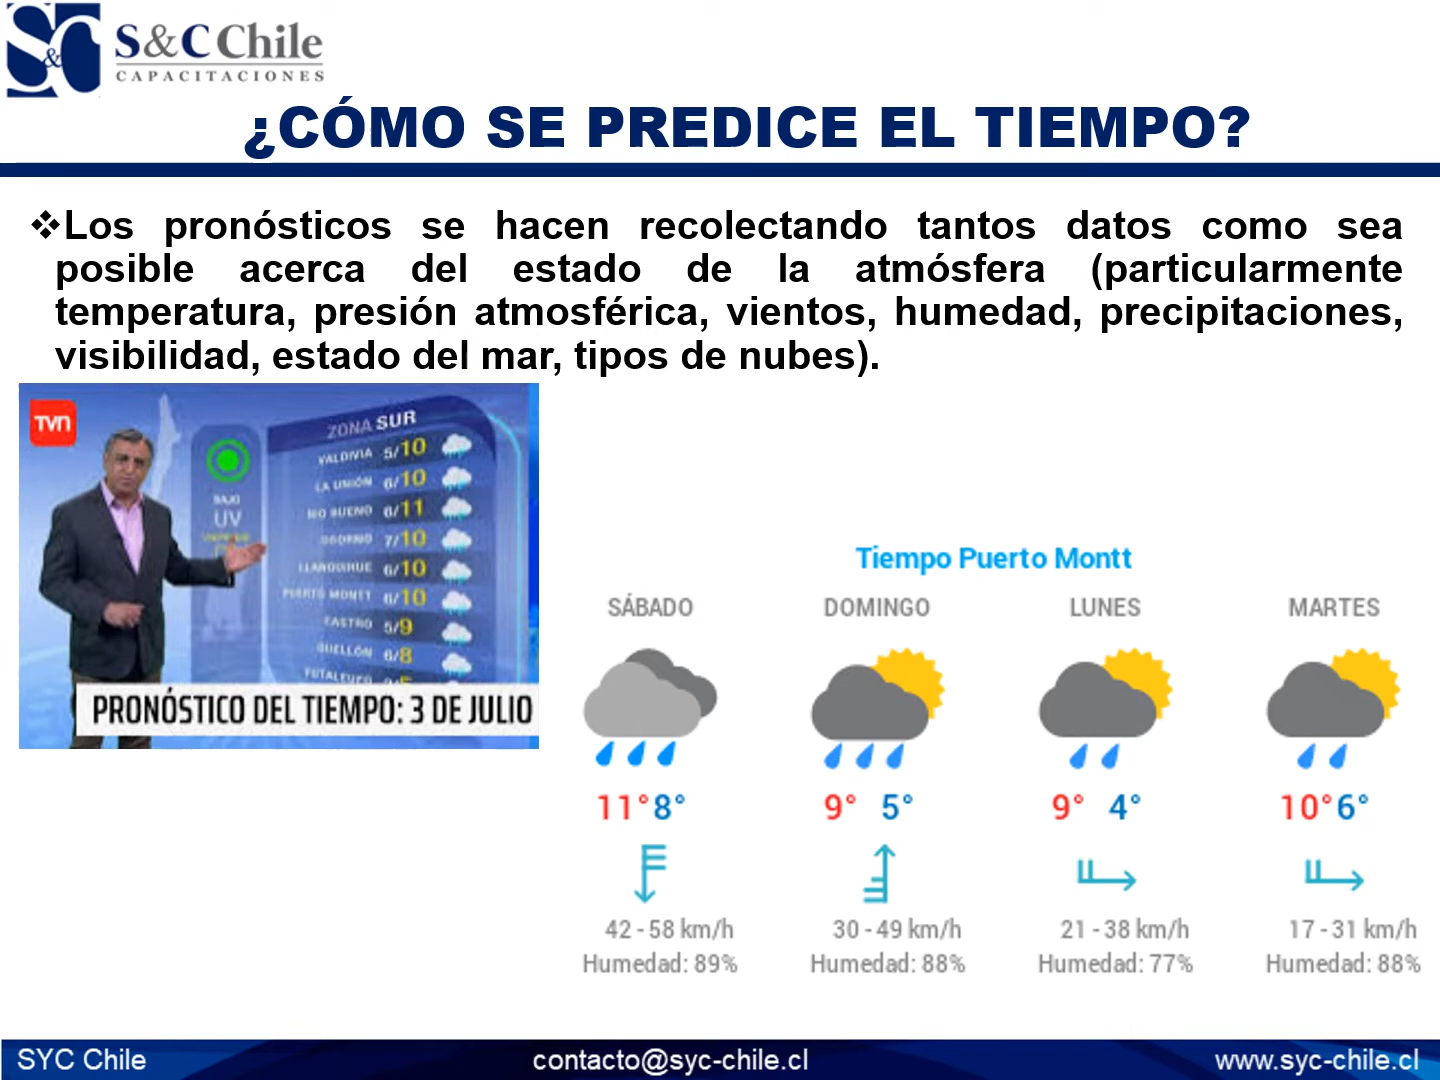 S&C Chile
CAPACITACIONES
¿CÓMO SE PREDICE EL TIEMPO?
❖Los pronósticos se hacen recolectando tantos datos como sea
posible acerca del estado de la atmósfera (particularmente
temperatura, presión atmosférica, vientos, humedad, precipitaciones,
visibilidad, estado del mar, tipos de nubes).
TVN
ZONA SUR
BAJO
UV
VALDIVIA 5/10
LA UNIÓN 6/10
RIO BUENO 6/11
OSORNO 7/10
LLANQUIHUE 6/10
PUERTO MONTT 6/10
CASTRO 5/9
QUELLÓN 6/8
PRONÓSTICO DEL TIEMPO: 3 DE JULIO
Tiempo Puerto Montt
SÁBADO DOMINGO LUNES MARTES
11° 8° 9° 5° 9° 4° 10° 6°
42 - 58 km/h 30 - 49 km/h 21 - 38 km/h 17 - 31 km/h
Humedad: 89% Humedad: 88% Humedad: 77% Humedad: 88%
SYC Chile contacto@syc-chile.cl www.syc-chile.cl